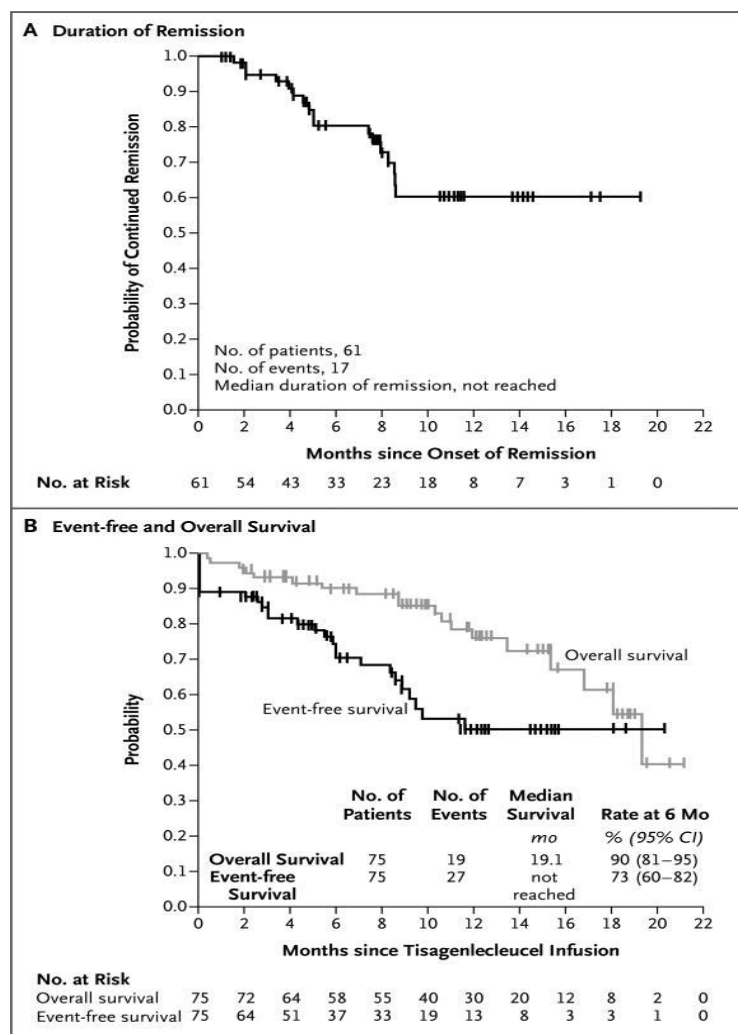 A Duration of Remission
1.0
0.9
0.8
0.7
0.6
0.5
0.4
0.3
0.2
0.1
0.0
Probability of Continued Remission
No. of patients, 61
No. of events, 17
Median duration of remission, not reached
0 2 4 6 8 10 12 14 16 18 20 22
Months since Onset of Remission
No. at Risk 61 54 43 33 23 18 8 7 3 1 0
B Event-free and Overall Survival
1.0
0.9
0.8
0.7
0.6
0.5
0.4
0.3
0.2
0.1
0.0
Probability
Overall survival
Event-free survival
No. of No. of Median
Patients Events Survival Rate at 6 Mo
mo % (95% CI)
Overall Survival 75 19 19.1 90 (81–95)
Event-free 75 27 not 73 (60–82)
Survival reached
0 2 4 6 8 10 12 14 16 18 20 22
Months since Tisagenlecleucel Infusion
No. at Risk
Overall survival 75 72 64 58 55 40 30 20 12 8 2 0
Event-free survival 75 64 51 37 33 19 13 8 3 3 1 0